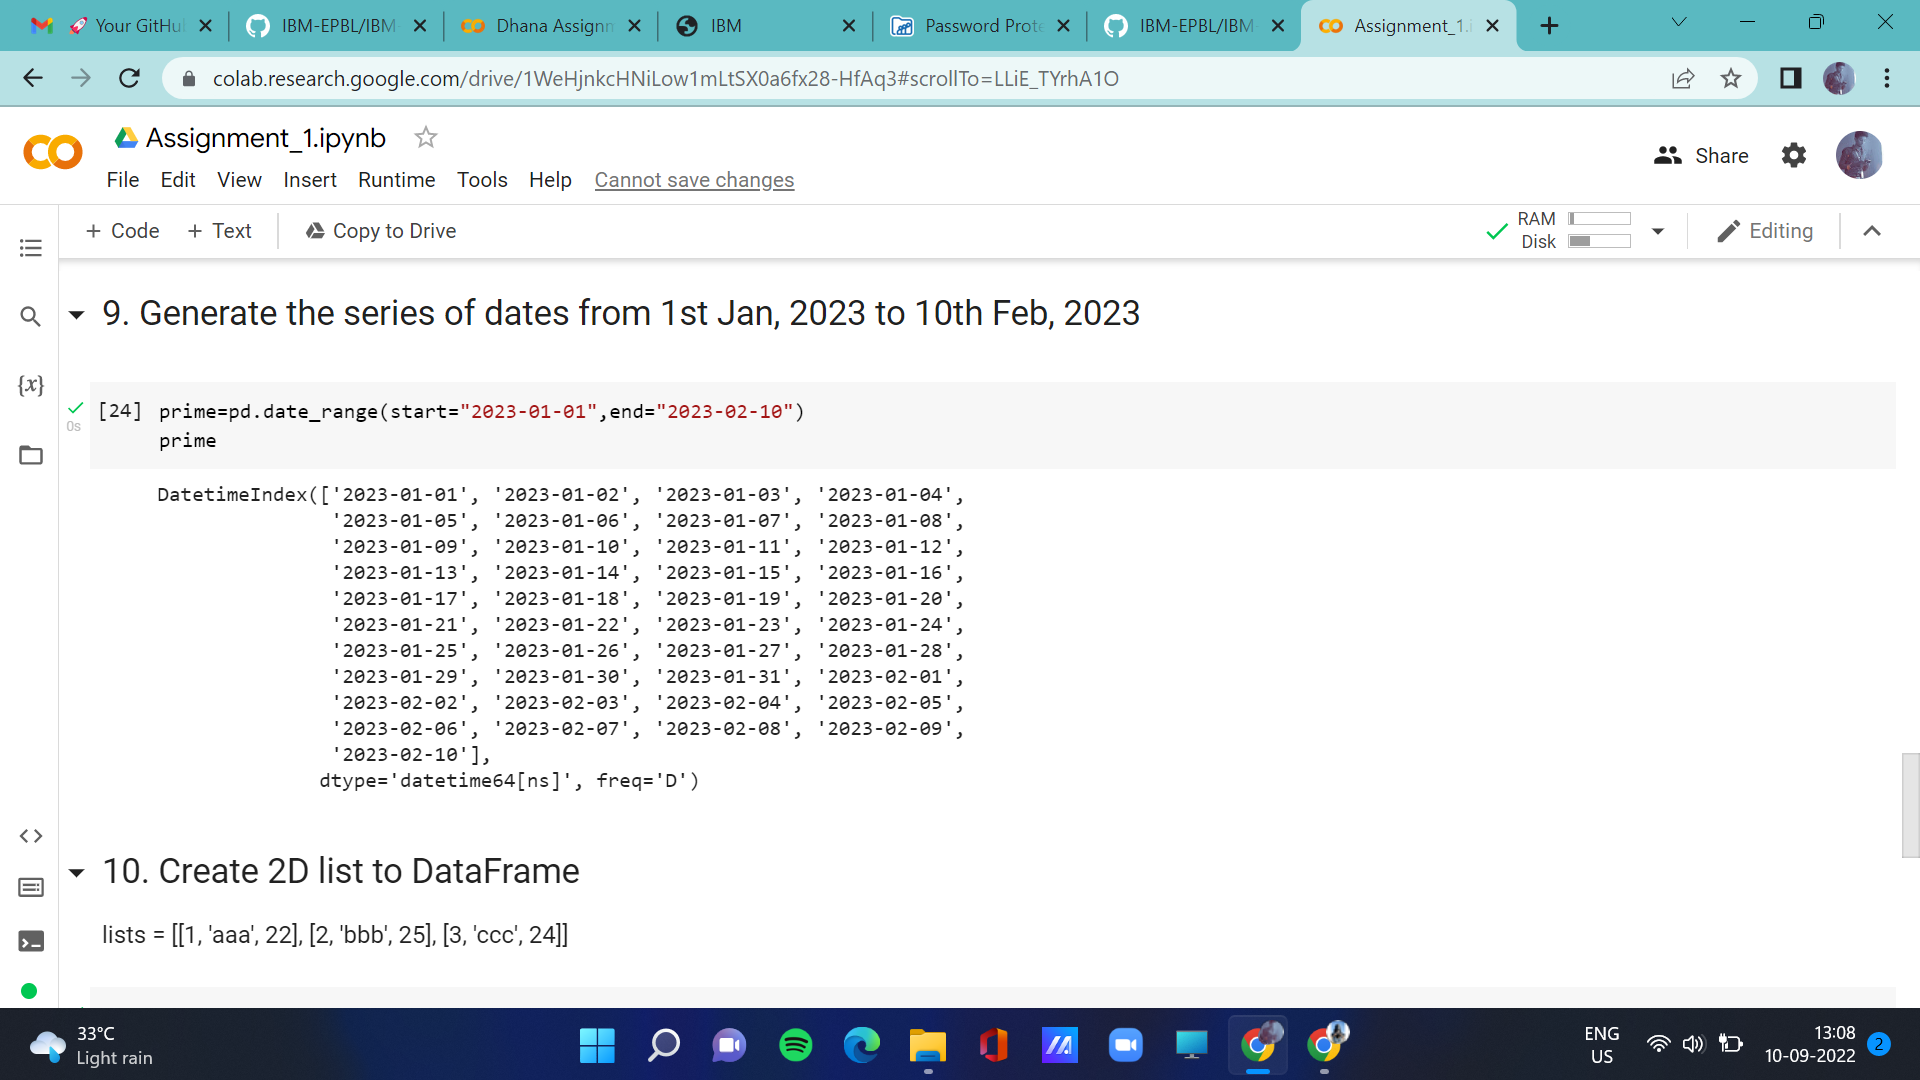 🚀 Your GitHu
IBM-EPBL/IBM-
Dhana Assignm
IBM
Password Prote
IBM-EPBL/IBM-
Assignment_1.i
colab.research.google.com/drive/1WeHjnkcHNiLow1mLtSX0a6fx28-HfAq3#scrollTo=LLiE_TYrhA1O
Assignment_1.ipynb
File Edit View Insert Runtime Tools Help Cannot save changes
Share
+ Code + Text Copy to Drive
RAM
Disk
Editing
9. Generate the series of dates from 1st Jan, 2023 to 10th Feb, 2023
{x}
0s
[24] prime=pd.date_range(start="2023-01-01",end="2023-02-10")
prime
DatetimeIndex(['2023-01-01', '2023-01-02', '2023-01-03', '2023-01-04',
'2023-01-05', '2023-01-06', '2023-01-07', '2023-01-08',
'2023-01-09', '2023-01-10', '2023-01-11', '2023-01-12',
'2023-01-13', '2023-01-14', '2023-01-15', '2023-01-16',
'2023-01-17', '2023-01-18', '2023-01-19', '2023-01-20',
'2023-01-21', '2023-01-22', '2023-01-23', '2023-01-24',
'2023-01-25', '2023-01-26', '2023-01-27', '2023-01-28',
'2023-01-29', '2023-01-30', '2023-01-31', '2023-02-01',
'2023-02-02', '2023-02-03', '2023-02-04', '2023-02-05',
'2023-02-06', '2023-02-07', '2023-02-08', '2023-02-09',
'2023-02-10'],
dtype='datetime64[ns]', freq='D')
10. Create 2D list to DataFrame
lists = [[1, 'aaa', 22], [2, 'bbb', 25], [3, 'ccc', 24]]
33°C
Light rain
ENG
US
13:08
10-09-2022
2